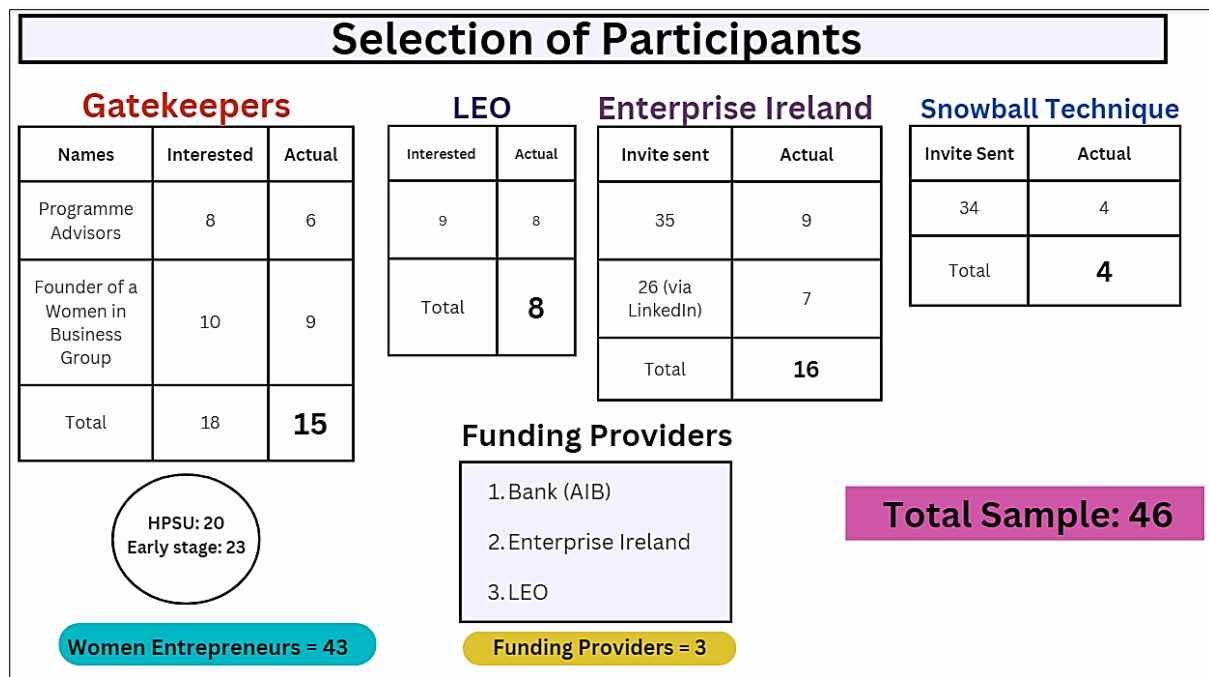 Selection of Participants
Gatekeepers
Names Interested Actual
Programme
Advisors
8 6
Founder of a
Women in
Business
Group
10 9
Total 18 15
LEO
Interested Actual
9 8
Total 8
Enterprise Ireland
Invite sent Actual
35 9
26 (via
LinkedIn)
7
Total 16
Snowball Technique
Invite Sent Actual
34 4
Total 4
HPSU: 20
Early stage: 23
Women Entrepreneurs = 43
Funding Providers
1. Bank (AIB)
2. Enterprise Ireland
3. LEO
Funding Providers = 3
Total Sample: 46